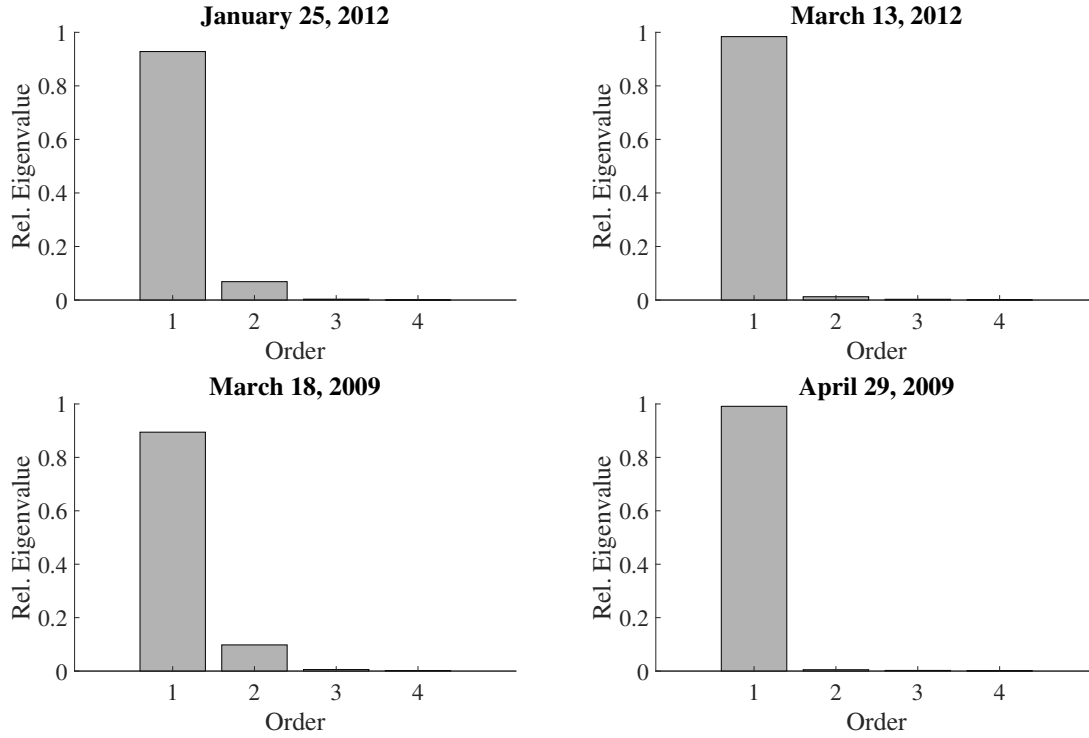 January 25, 2012
1
0.8
0.6
0.4
0.2
0
Rel. Eigenvalue
1 2 3 4
Order
March 13, 2012
1
0.8
0.6
0.4
0.2
0
Rel. Eigenvalue
1 2 3 4
Order
March 18, 2009
1
0.8
0.6
0.4
0.2
0
Rel. Eigenvalue
1 2 3 4
Order
April 29, 2009
1
0.8
0.6
0.4
0.2
0
Rel. Eigenvalue
1 2 3 4
Order